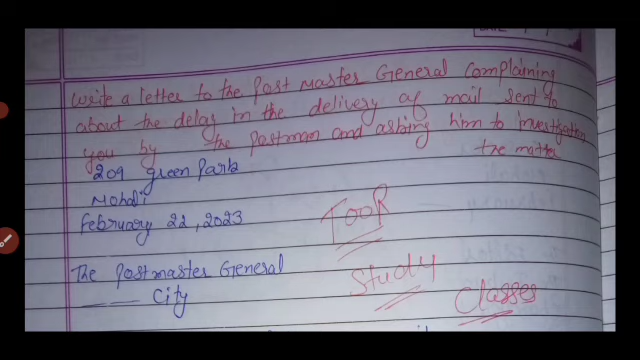 Write a letter to the Post Master General Complaining
about the delay in the delivery of mail sent to
you by the Postman and asking him to investigation
the matter
209 green Park
Mohali
February 22, 2023
Toor
The Postmaster General
Study
City
Classes